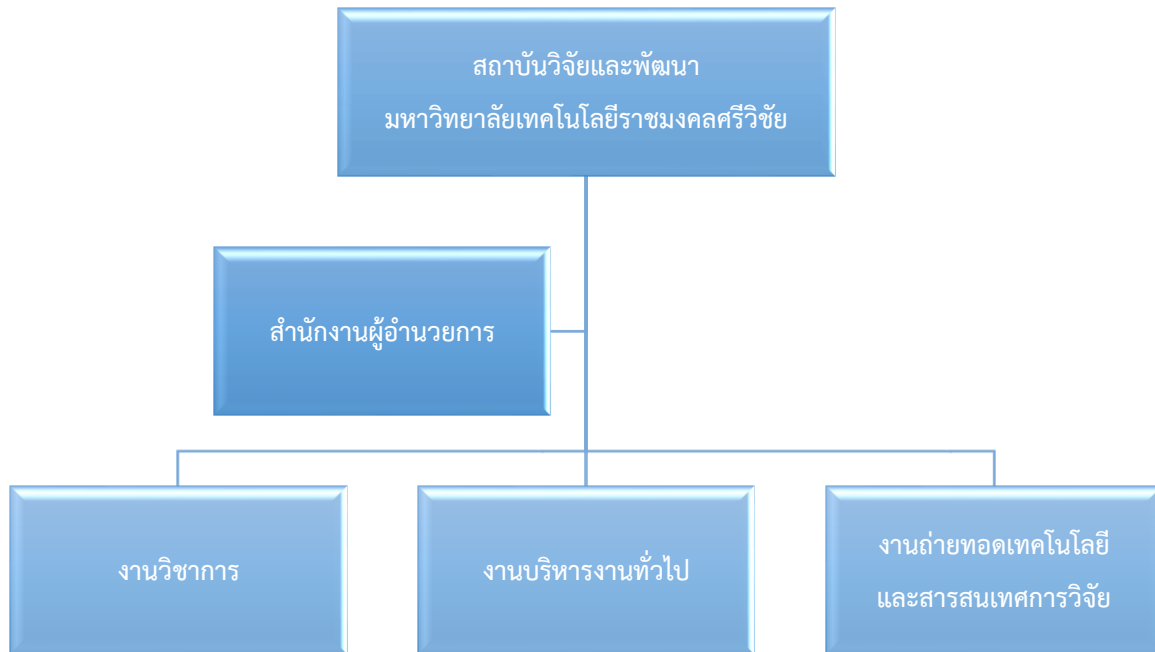 สถาบันวิจัยและพัฒนา
มหาวิทยาลัยเทคโนโลยีราชมงคลศรีวิชัย
สำนักงานผู้อำนวยการ
งานวิชาการ
งานบริหารงานทั่วไป
งานถ่ายทอดเทคโนโลยี
และสารสนเทศการวิจัย